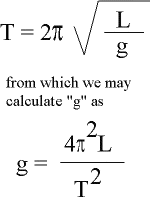 T = 2π √(L/g)
from which we may
calculate "g" as
g = 4π²L / T²